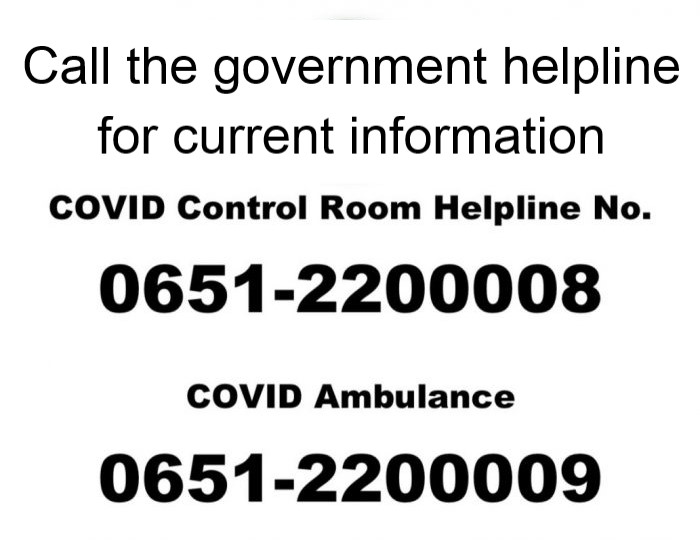 Call the government helpline
for current information
COVID Control Room Helpline No.
0651-2200008
COVID Ambulance
0651-2200009